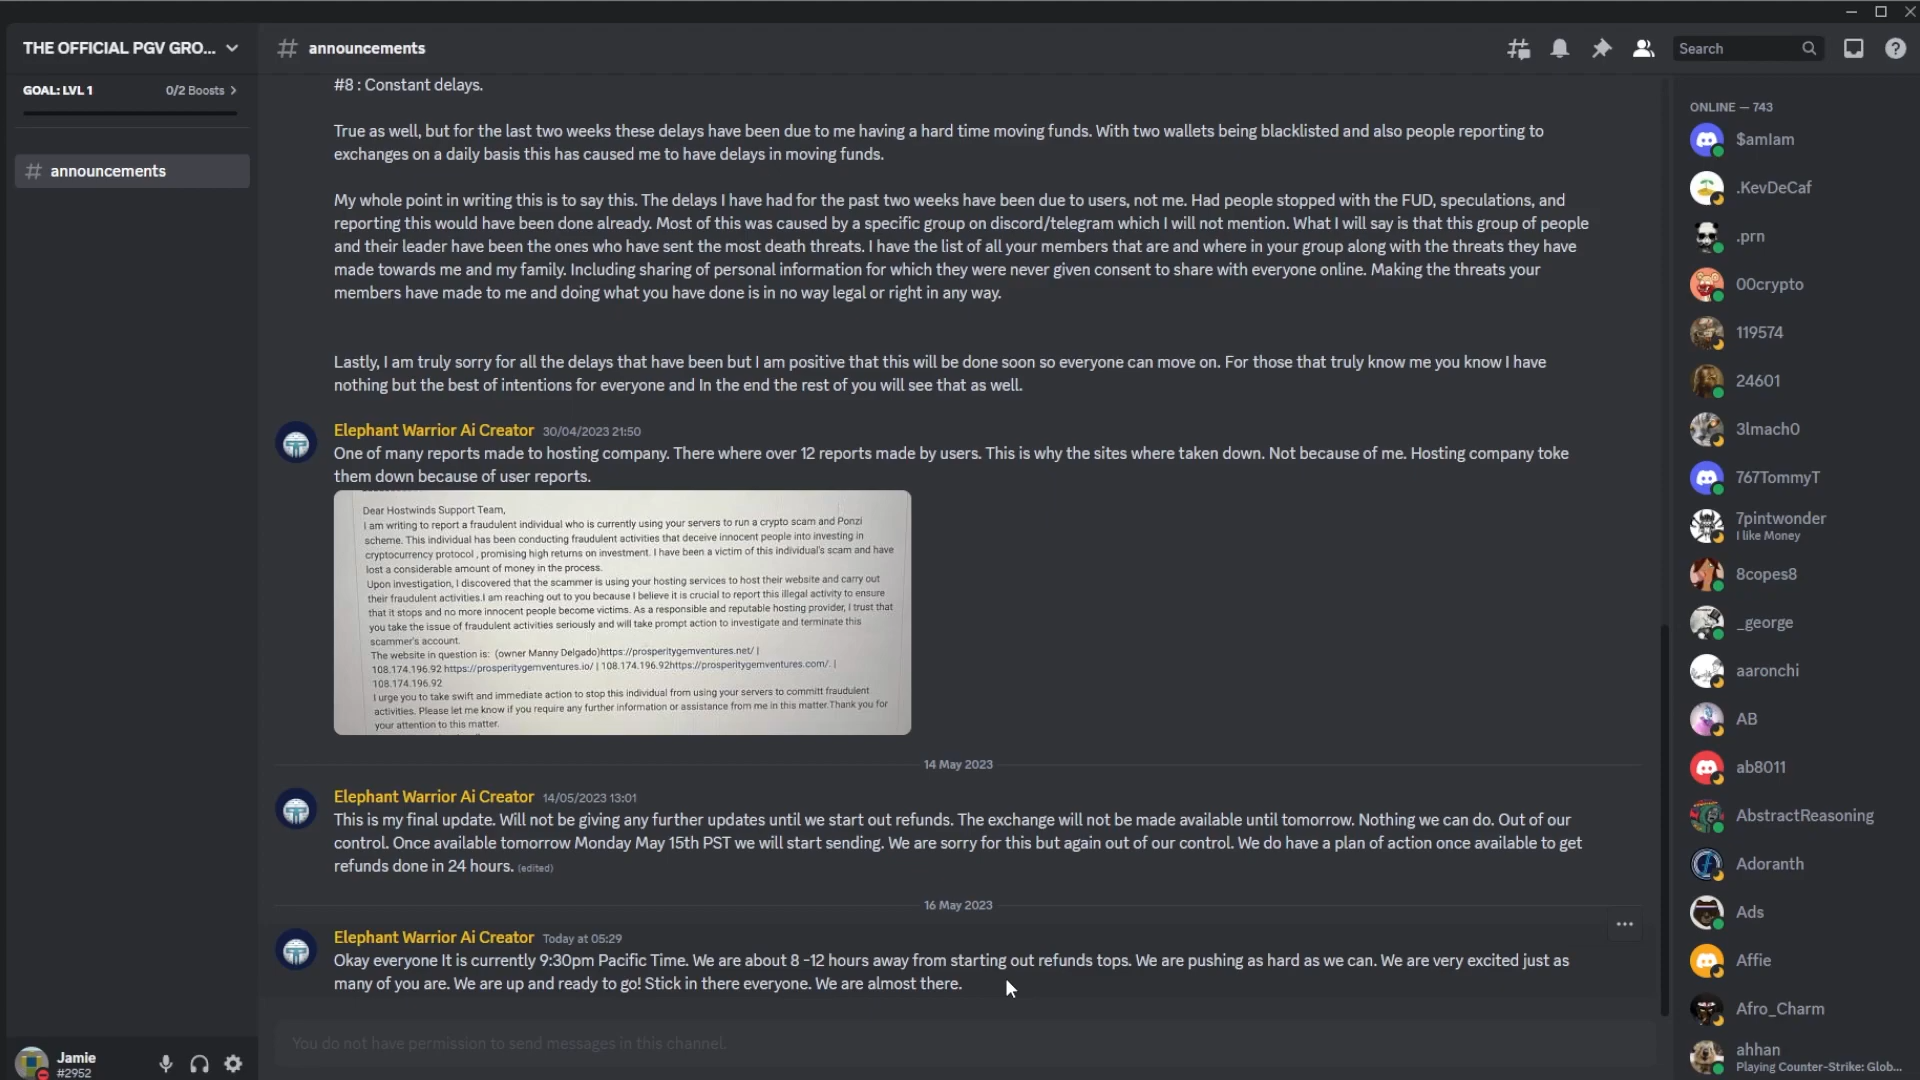 THE OFFICIAL PGV GRO...
announcements
Search
GOAL: LVL 1
0/2 Boosts
announcements
#8 : Constant delays.
True as well, but for the last two weeks these delays have been due to me having a hard time moving funds. With two wallets being blacklisted and also people reporting to
exchanges on a daily basis this has caused me to have delays in moving funds.
My whole point in writing this is to say this. The delays I have had for the past two weeks have been due to users, not me. Had people stopped with the FUD, speculations, and
reporting this would have been done already. Most of this was caused by a specific group on discord/telegram which I will not mention. What I will say is that this group of people
and their leader have been the ones who have sent the most death threats. I have the list of all your members that are and where in your group along with the threats they have
made towards me and my family. Including sharing of personal information for which they were never given consent to share with everyone online. Making the threats your
members have made to me and doing what you have done is in no way legal or right in any way.
Lastly, I am truly sorry for all the delays that have been but I am positive that this will be done soon so everyone can move on. For those that truly know me you know I have
nothing but the best of intentions for everyone and In the end the rest of you will see that as well.
Elephant Warrior Ai Creator 30/04/2023 21:50
One of many reports made to hosting company. There where over 12 reports made by users. This is why the sites where taken down. Not because of me. Hosting company toke
them down because of user reports.
Dear Hostwinds Support Team,
I am writing to report a fraudulent individual who is currently using your servers to run a crypto scam and Ponzi
scheme. This individual has been conducting fraudulent activities that deceive innocent people into investing in
cryptocurrency protocol , promising high returns on investment. I have been a victim of this individual's scam and have
lost a considerable amount of money in the process.
Upon investigation, I discovered that the scammer is using your hosting services to host their website and carry out
their fraudulent activities.I am reaching out to you because I believe it is crucial to report this illegal activity to ensure
that it stops and no more innocent people become victims. As a responsible and reputable hosting provider, I trust that
you take the issue of fraudulent activities seriously and will take prompt action to investigate and terminate this
scammer's account.
The website in question is: (owner Manny Delgado)https://prosperitygemventures.net/ |
108.174.196.92 https://prosperitygemventures.io/ | 108.174.196.92https://prosperitygemventures.com/. |
108.174.196.92
I urge you to take swift and immediate action to stop this individual from using your servers to committ fraudulent
activities. Please let me know if you require any further information or assistance from me in this matter.Thank you for
your attention to this matter.
14 May 2023
Elephant Warrior Ai Creator 14/05/2023 13:01
This is my final update. Will not be giving any further updates until we start out refunds. The exchange will not be made available until tomorrow. Nothing we can do. Out of our
control. Once available tomorrow Monday May 15th PST we will start sending. We are sorry for this but again out of our control. We do have a plan of action once available to get
refunds done in 24 hours. (edited)
16 May 2023
Elephant Warrior Ai Creator Today at 05:29
Okay everyone It is currently 9:30pm Pacific Time. We are about 8 -12 hours away from starting out refunds tops. We are pushing as hard as we can. We are very excited just as
many of you are. We are up and ready to go! Stick in there everyone. We are almost there.
You do not have permission to send messages in this channel.
Jamie
#2952
ONLINE — 743
$amIam
.KevDeCaf
.prn
00crypto
119574
24601
3lmach0
767TommyT
7pintwonder
I like Money
8copes8
_george
aaronchi
AB
ab8011
AbstractReasoning
Adoranth
Ads
Affie
Afro_Charm
ahhan
Playing Counter-Strike: Glob...